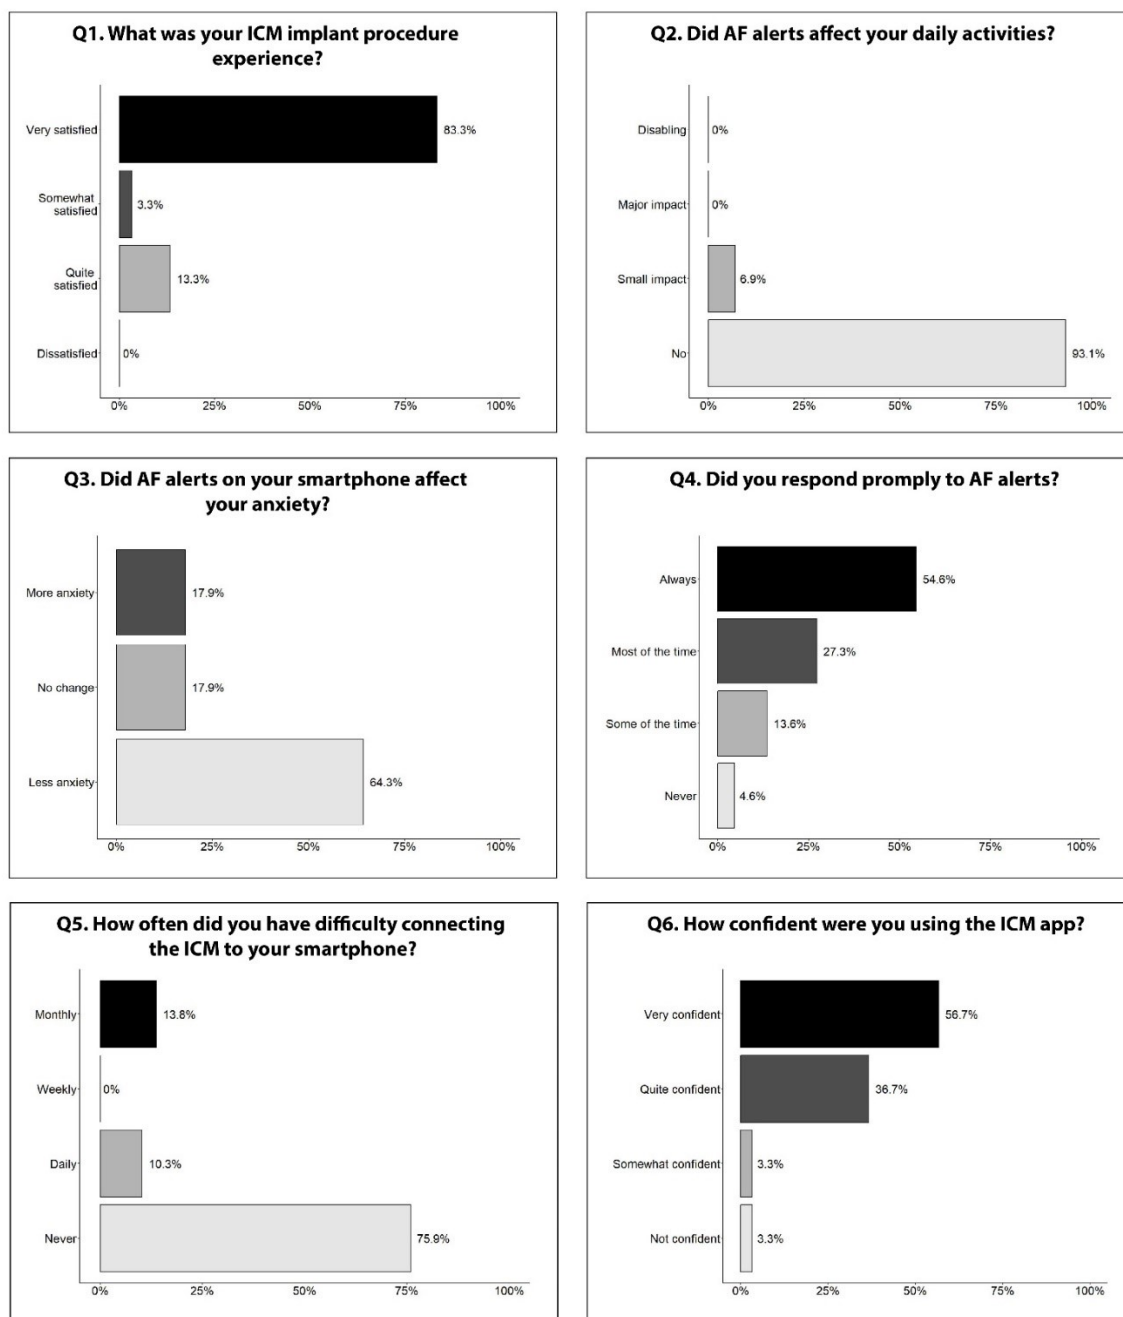 Q1. What was your ICM implant procedure
experience?
Very satisfied
83.3%
Somewhat
satisfied
3.3%
Quite
satisfied
13.3%
Dissatisfied
0%
0% 25% 50% 75% 100%
Q2. Did AF alerts affect your daily activities?
Disabling
0%
Major impact
0%
Small impact
6.9%
No
93.1%
0% 25% 50% 75% 100%
Q3. Did AF alerts on your smartphone affect
your anxiety?
More anxiety
17.9%
No change
17.9%
Less anxiety
64.3%
0% 25% 50% 75% 100%
Q4. Did you respond promply to AF alerts?
Always
54.6%
Most of the time
27.3%
Some of the time
13.6%
Never
4.6%
0% 25% 50% 75% 100%
Q5. How often did you have difficulty connecting
the ICM to your smartphone?
Monthly
13.8%
Weekly
0%
Daily
10.3%
Never
75.9%
0% 25% 50% 75% 100%
Q6. How confident were you using the ICM app?
Very confident
56.7%
Quite confident
36.7%
Somewhat confident
3.3%
Not confident
3.3%
0% 25% 50% 75% 100%